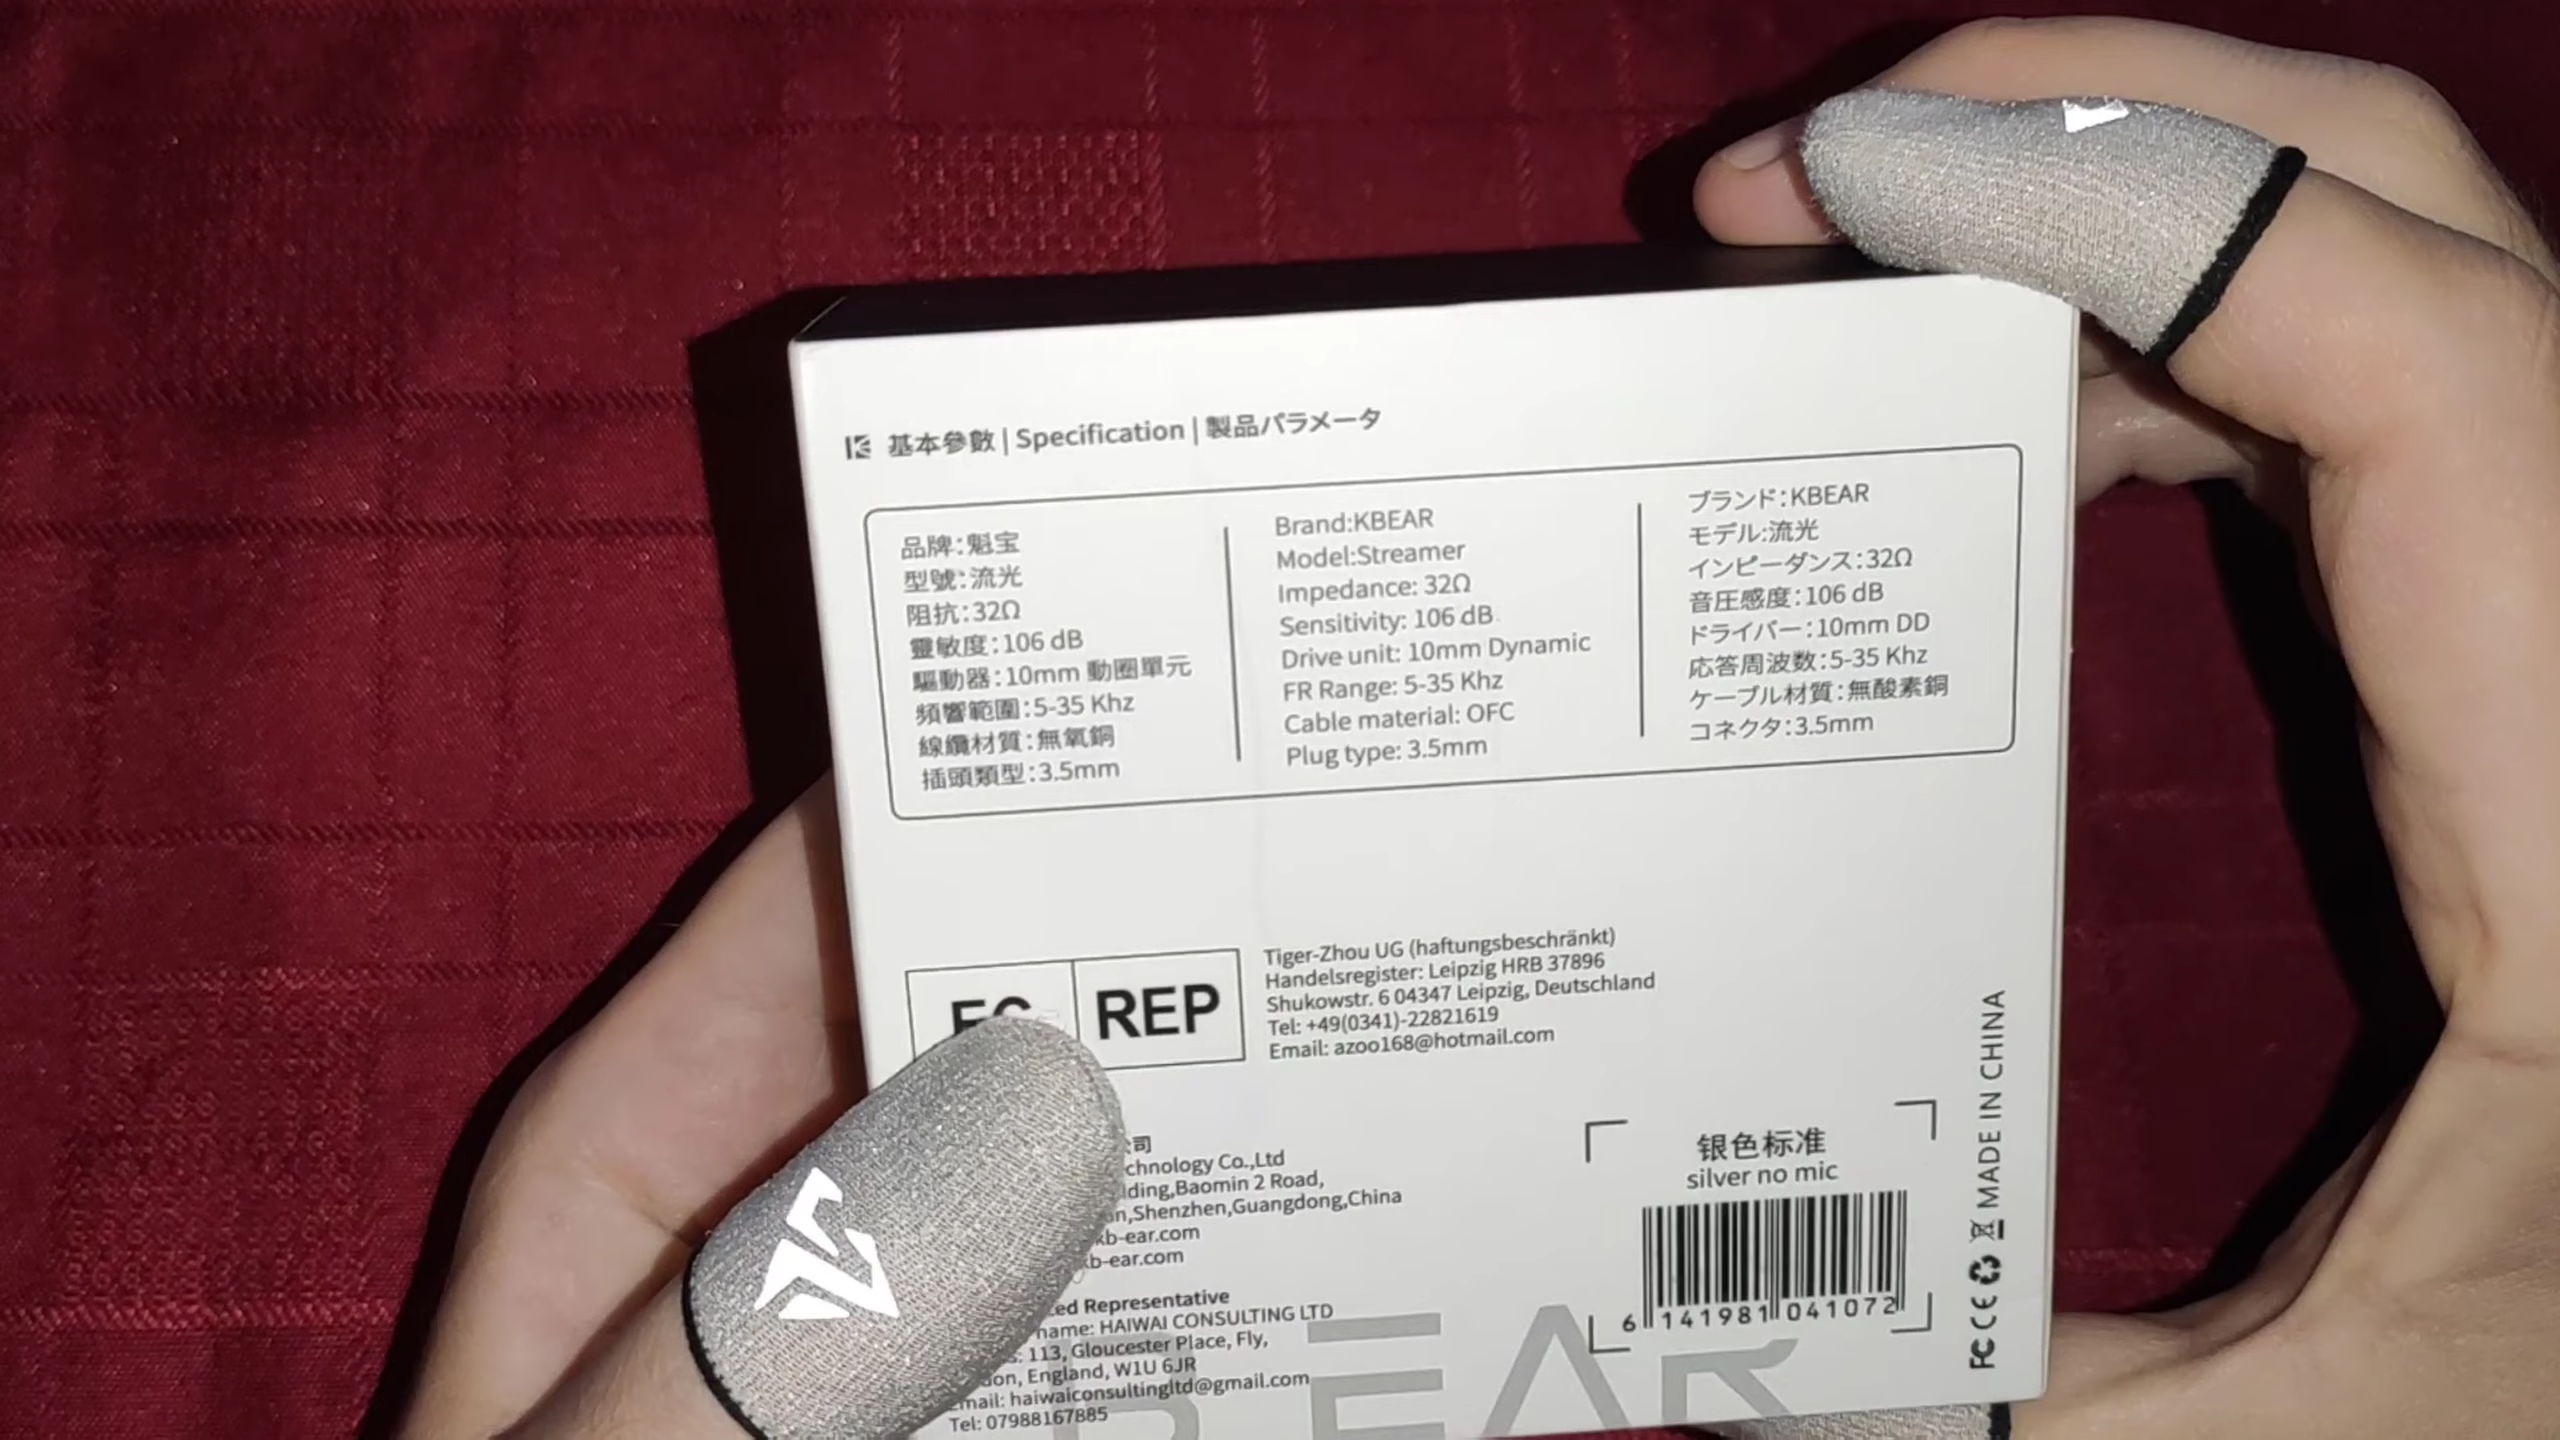 基本參數 | Specification | 製品パラメータ
品牌:魁宝
型號:流光
阻抗:32Ω
靈敏度:106 dB
驅動器:10mm 動圈單元
頻響範圍:5-35 Khz
線纜材質:無氧銅
插頭類型:3.5mm
Brand:KBEAR
Model:Streamer
Impedance: 32Ω
Sensitivity: 106 dB
Drive unit: 10mm Dynamic
FR Range: 5-35 Khz
Cable material: OFC
Plug type: 3.5mm
ブランド:KBEAR
モデル:流光
インピーダンス:32Ω
音圧感度:106 dB
ドライバー:10mm DD
応答周波数:5-35 Khz
ケーブル材質:無酸素銅
コネクタ:3.5mm
REP
Tiger-Zhou UG (haftungsbeschränkt)
Handelsregister: Leipzig HRB 37896
Shukowstr. 6 04347 Leipzig, Deutschland
Tel: +49(0341)-22821619
Email: azoo168@hotmail.com
司
Co.,Ltd
Baomin 2 Road,
Shenzhen,Guangdong,China
kb-ear.com
kb-ear.com
Representative
name: HAIWAI CONSULTING LTD
113, Gloucester Place, Fly,
England, W1U 6JR
haiwaiconsultingltd@gmail.com
Tel: 07988167885
银色标准
silver no mic
6 141981 041072
FC CE MADE IN CHINA
EAR